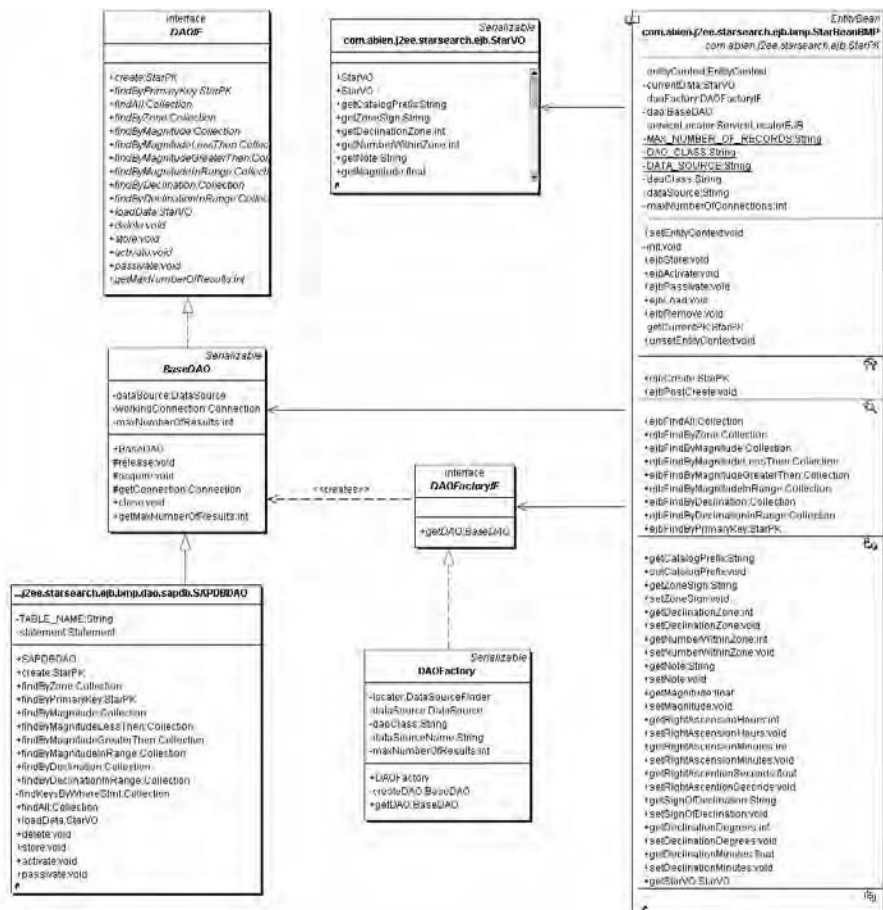 interface
DAOIF
+create:StarPK
+findByPrimaryKey:StarPK
+findAll:Collection
+findByZone:Collection
+findByMagnitude:Collection
+findByMagnitudeLessThen:Collec
+findByMagnitudeGreaterThen:Col
+findByMagnitudeInRange:Collecti
+findByDeclination:Collection
+findByDeclinationInRange:Collec
+loadData:StarVO
+delete:void
+store:void
+activate:void
+passivate:void
+getMaxNumberOfResults:int
Serializable
com.abien.j2ee.starsearch.ejb.StarVO
+StarVO
+StarVO
+getCatalogPrefix:String
+getZoneSign:String
+getDeclinationZone:int
+getNumberWithinZone:int
+getNote:String
+getMagnitude:float
EntityBean
com.abien.j2ee.starsearch.ejb.bmp.StarBeanBMP
com.abien.j2ee.starsearch.ejb.StarPK
-entityContext:EntityContext
-currentData:StarVO
-daoFactory:DAOFactoryIF
-dao:BaseDAO
-serviceLocator:ServiceLocatorEJB
-MAX_NUMBER_OF_RECORDS:String
-DAO_CLASS:String
-DATA_SOURCE:String
-daoClass:String
-dataSource:String
-maxNumberOfConnections:int
+setEntityContext:void
-init:void
+ejbStore:void
+ejbActivate:void
+ejbPassivate:void
+ejbLoad:void
+ejbRemove:void
-getCurrentPK:StarPK
+unsetEntityContext:void
+ejbCreate:StarPK
+ejbPostCreate:void
+ejbFindAll:Collection
+ejbFindByZone:Collection
+ejbFindByMagnitude:Collection
+ejbFindByMagnitudeLessThen:Collection
+ejbFindByMagnitudeGreaterThen:Collection
+ejbFindByMagnitudeInRange:Collection
+ejbFindByDeclination:Collection
+ejbFindByDeclinationInRange:Collection
+ejbFindByPrimaryKey:StarPK
+getCatalogPrefix:String
+setCatalogPrefix:void
+getZoneSign:String
+setZoneSign:void
+getDeclinationZone:int
+setDeclinationZone:void
+getNumberWithinZone:int
+setNumberWithinZone:void
+getNote:String
+setNote:void
+getMagnitude:float
+setMagnitude:void
+getRightAscensionHours:int
+setRightAscensionHours:void
+getRightAscensionMinutes:int
+setRightAscensionMinutes:void
+getRightAscentionSeconds:float
+setRightAscentionSeconds:void
+getSignOfDeclination:String
+setSignOfDeclination:void
+getDeclinationDegrees:int
+setDeclinationDegrees:void
+getDeclinationMinutes:float
+setDeclinationMinutes:void
+getStarVO:StarVO
Serializable
BaseDAO
-dataSource:DataSource
-workingConnection:Connection
-maxNumberOfResults:int
+BaseDAO
#release:void
#acquire:void
#getConnection:Connection
+close:void
+getMaxNumberOfResults:int
<<creates>>
interface
DAOFactoryIF
+getDAO:BaseDAO
...j2ee.starsearch.ejb.bmp.dao.sapdb.SAPDBDAO
-TABLE_NAME:String
-statement:Statement
+SAPDBDAO
+create:StarPK
+findByZone:Collection
+findByPrimaryKey:StarPK
+findByMagnitude:Collection
+findByMagnitudeLessThen:Collection
+findByMagnitudeGreaterThen:Collection
+findByMagnitudeInRange:Collection
+findByDeclination:Collection
+findByDeclinationInRange:Collection
-findKeysByWhereStmt:Collection
+findAll:Collection
+loadData:StarVO
+delete:void
+store:void
+activate:void
+passivate:void
Serializable
DAOFactory
-locator:DataSourceFinder
-dataSource:DataSource
-daoClass:String
-dataSourceName:String
-maxNumberOfResults:int
+DAOFactory
-createDAO:BaseDAO
+getDAO:BaseDAO